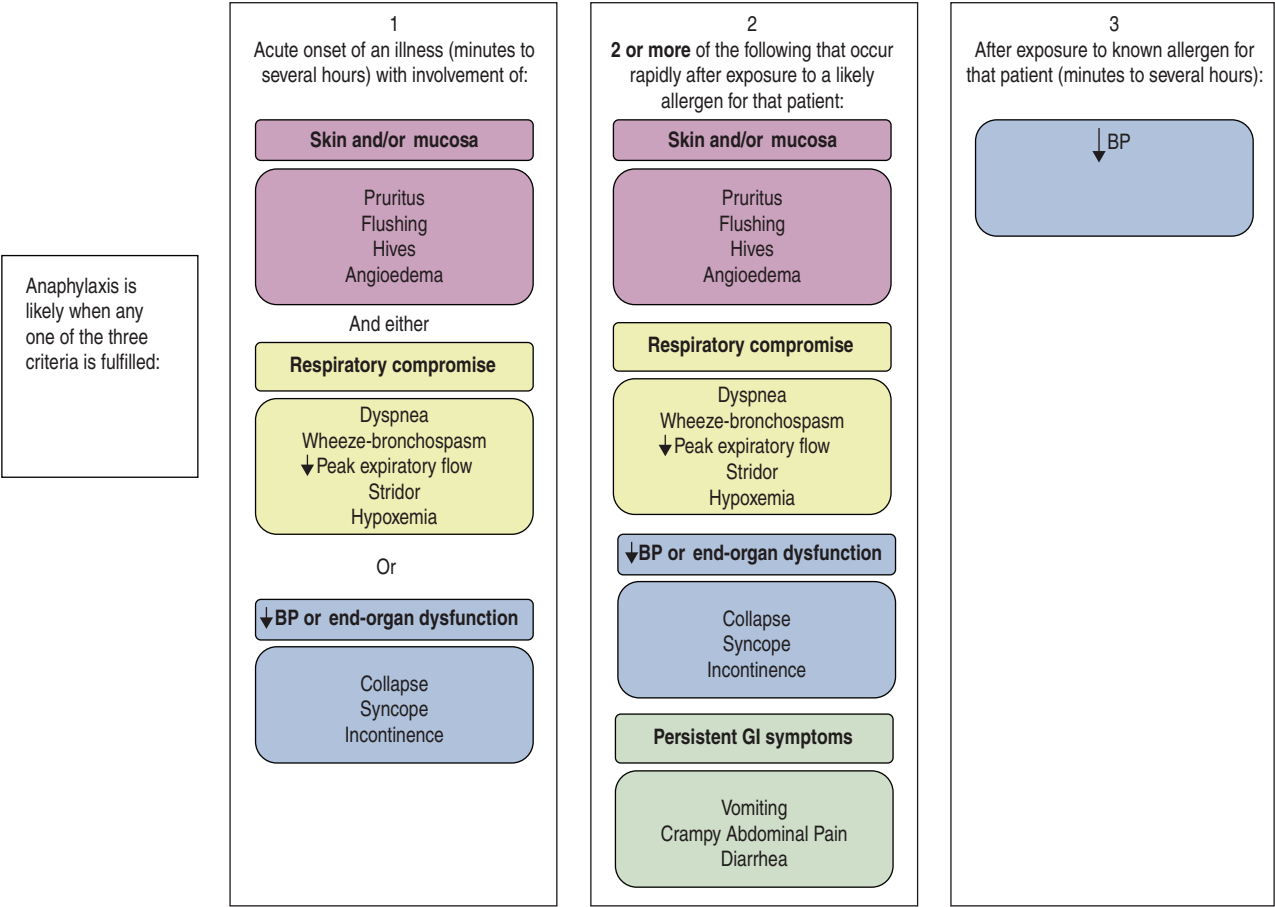 Anaphylaxis is
likely when any
one of the three
criteria is fulfilled:
1
Acute onset of an illness (minutes to
several hours) with involvement of:
Skin and/or mucosa
Pruritus
Flushing
Hives
Angioedema
And either
Respiratory compromise
Dyspnea
Wheeze-bronchospasm
↓ Peak expiratory flow
Stridor
Hypoxemia
Or
↓ BP or end-organ dysfunction
Collapse
Syncope
Incontinence
2
2 or more of the following that occur
rapidly after exposure to a likely
allergen for that patient:
Skin and/or mucosa
Pruritus
Flushing
Hives
Angioedema
Respiratory compromise
Dyspnea
Wheeze-bronchospasm
↓ Peak expiratory flow
Stridor
Hypoxemia
↓ BP or end-organ dysfunction
Collapse
Syncope
Incontinence
Persistent GI symptoms
Vomiting
Crampy Abdominal Pain
Diarrhea
3
After exposure to known allergen for
that patient (minutes to several hours):
↓ BP